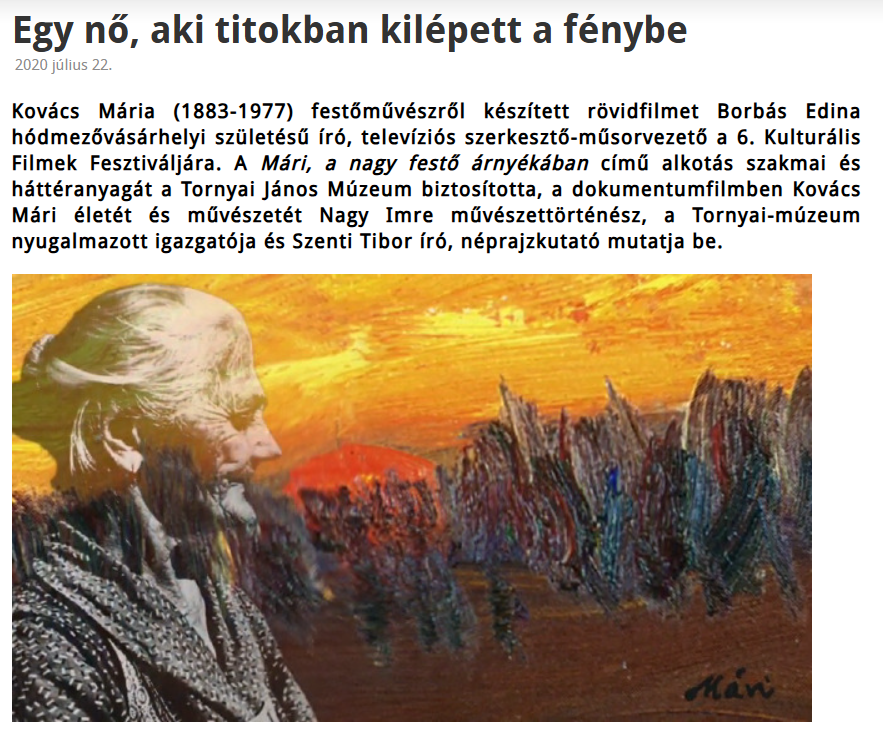 Egy nő, aki titokban kilépett a fénybe
2020 július 22.
Kovács Mária (1883-1977) festőművészről készített rövidfilmet Borbás Edina
hódmezővásárhelyi születésű író, televíziós szerkesztő-műsorvezető a 6. Kulturális
Filmek Fesztiváljára. A Mári, a nagy festő árnyékában című alkotás szakmai és
háttéranyagát a Tornyai János Múzeum biztosította, a dokumentumfilmben Kovács
Mári életét és művészetét Nagy Imre művészettörténész, a Tornyai-múzeum
nyugalmazott igazgatója és Szenti Tibor író, néprajzkutató mutatja be.
Mári